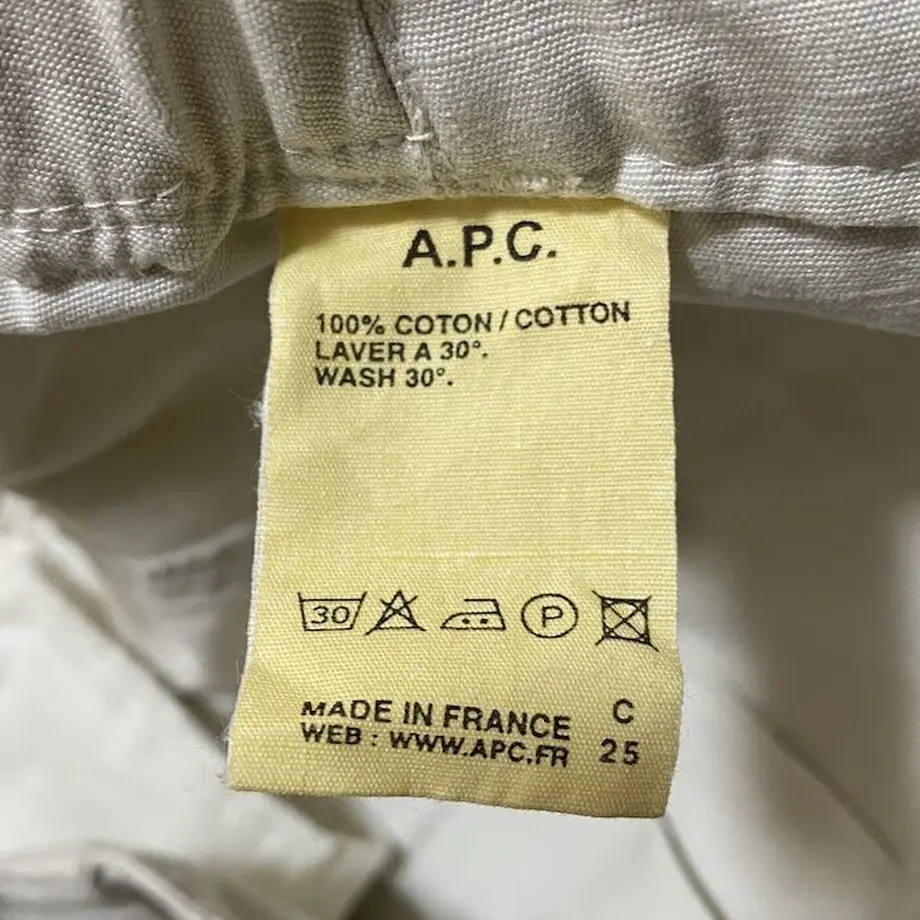 A.P.C.
100% COTON / COTTON
LAVER A 30°.
WASH 30°.
30 P
MADE IN FRANCE C
WEB : WWW.APC.FR 25